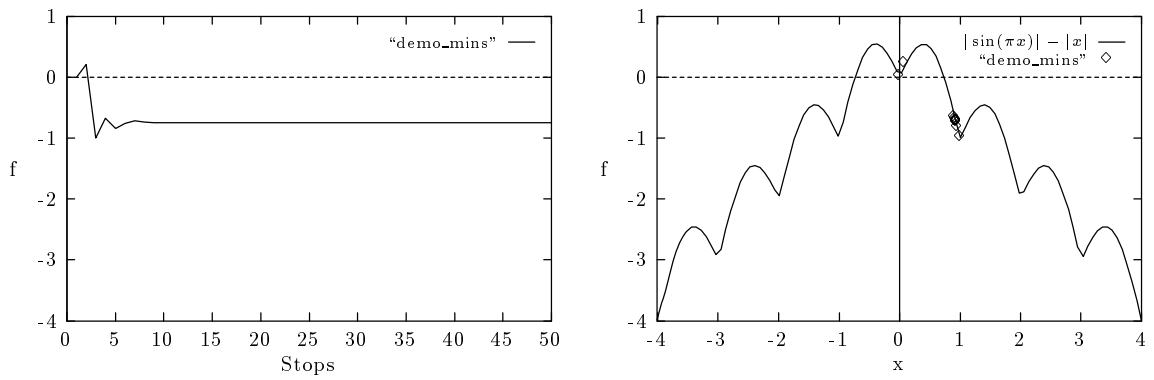 1
0
-1
-2
-3
-4
f
0 5 10 15 20 25 30 35 40 45 50
Stops
“demo_mins”
1
0
-1
-2
-3
-4
f
-4 -3 -2 -1 0 1 2 3 4
x
| sin(πx)| − |x|
“demo_mins”